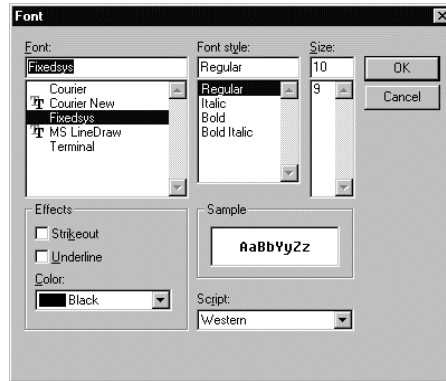 Font
Font: Font style: Size:
Fixedsys Regular 10 OK
Courier Regular 9 Cancel
Courier New Italic
Fixedsys Bold
MS LineDraw Bold Italic
Terminal
Effects Sample
Strikeout AaBbYyZz
Underline
Color:
Black Script:
Western